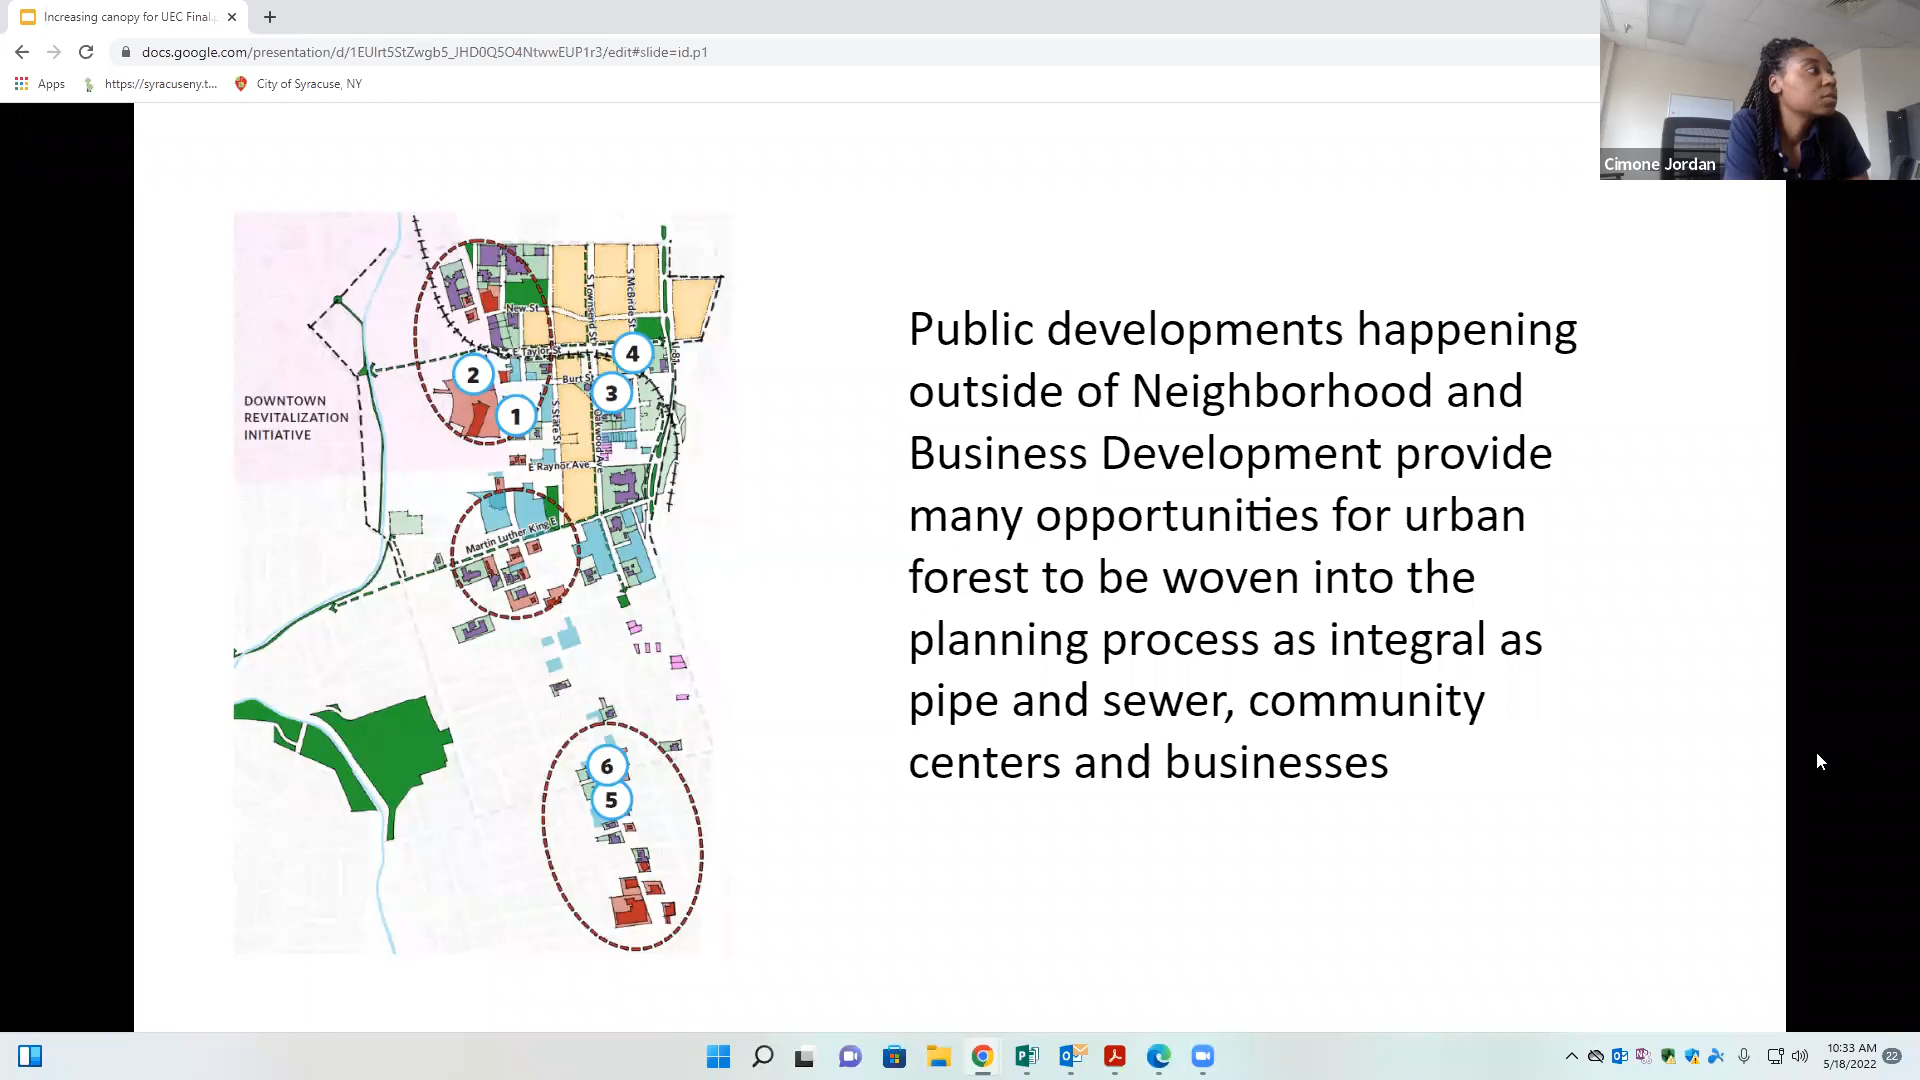 Increasing canopy for UEC Final.
docs.google.com/presentation/d/1EUlrt5StZwgb5_JHD0Q5O4NtwwEUP1r3/edit#slide=id.p1
Apps
https://syracuseny.t...
City of Syracuse, NY
Cimone Jordan
New St
S Townsend St
S McBride St
E Taylor St
I-81
4
2
Burt St
3
1
S State St
Oakwood Ave
DOWNTOWN
REVITALIZATION
INITIATIVE
E Raynor Ave
Martin Luther King E
6
5
Public developments happening
outside of Neighborhood and
Business Development provide
many opportunities for urban
forest to be woven into the
planning process as integral as
pipe and sewer, community
centers and businesses
10:33 AM
5/18/2022
22